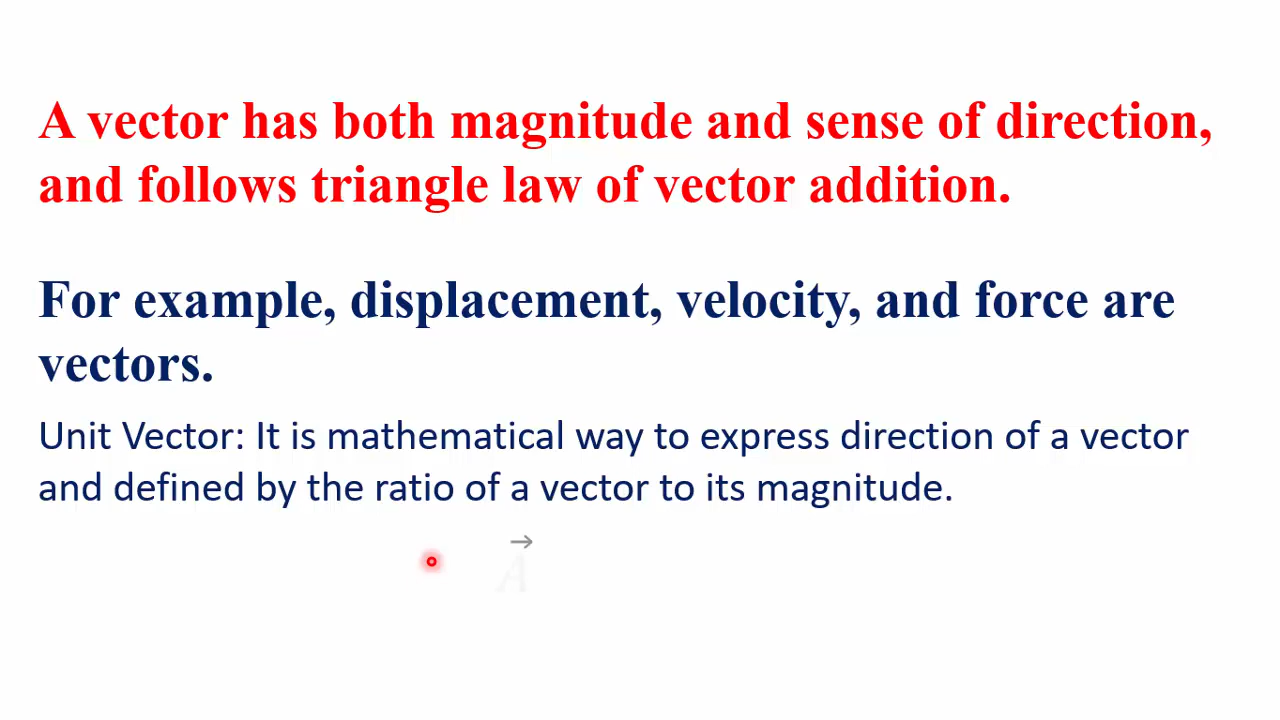 A vector has both magnitude and sense of direction,
and follows triangle law of vector addition.
For example, displacement, velocity, and force are
vectors.
Unit Vector: It is mathematical way to express direction of a vector
and defined by the ratio of a vector to its magnitude.
→
A